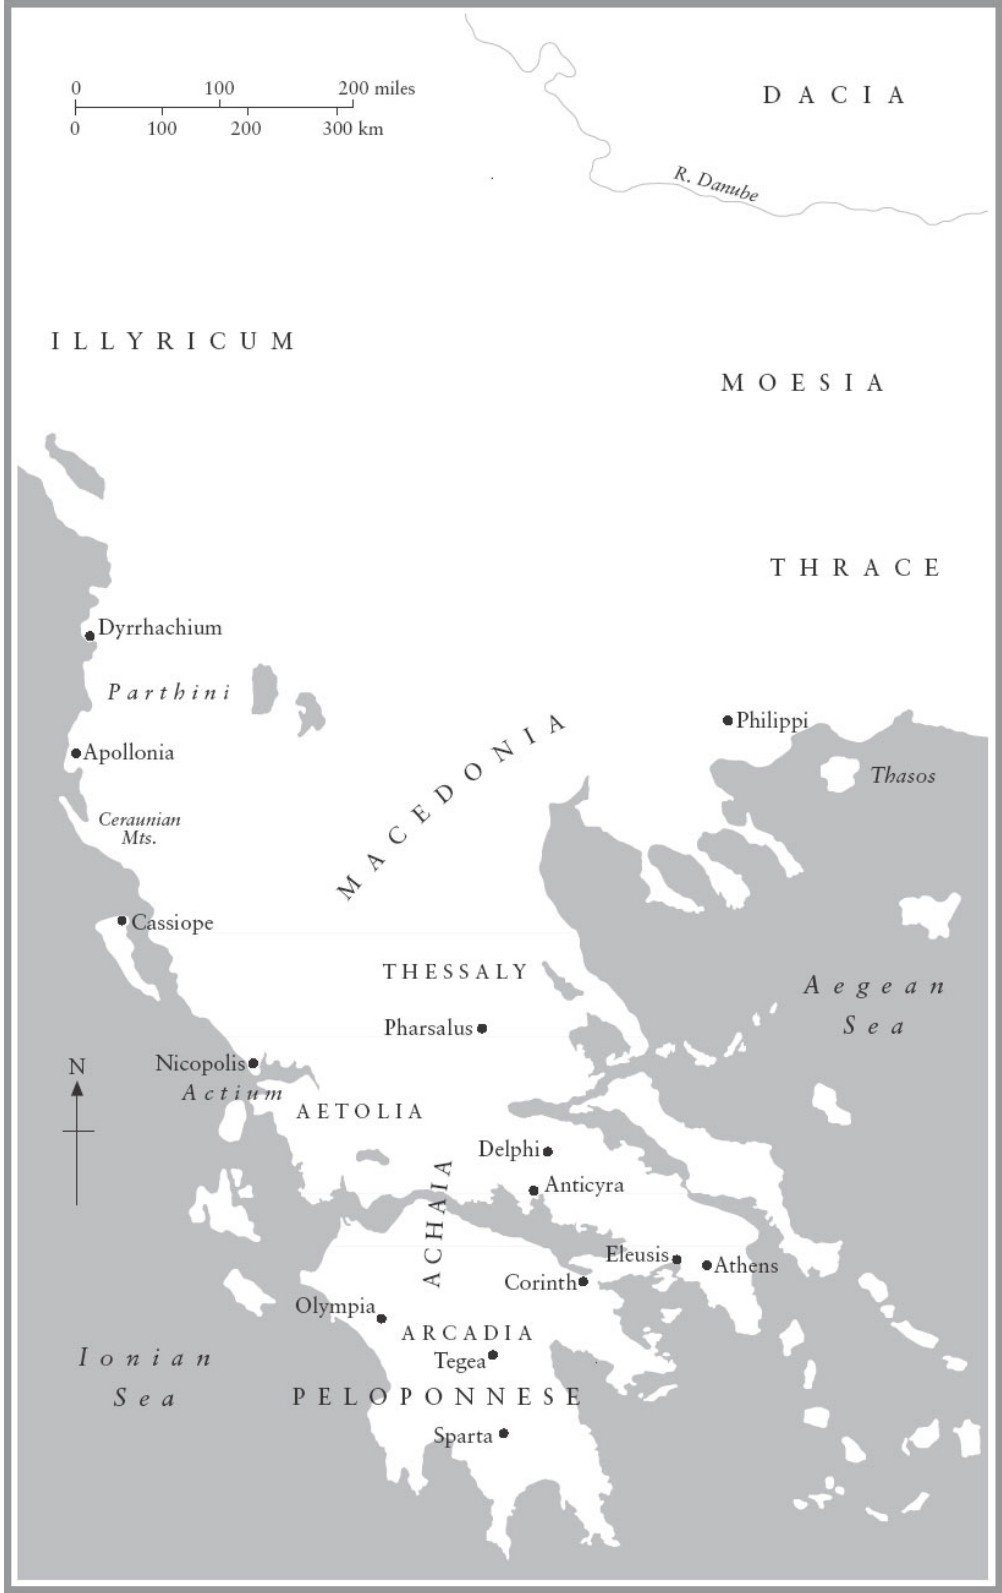 0 100 200 miles
0 100 200 300 km
DACIA
R. Danube
ILLYRICUM
MOESIA
THRACE
Dyrrhachium
Parthini
Philippi
MACEDONIA
Apollonia
Thasos
Ceraunian
Mts.
Cassiope
THESSALY
Aegean
Sea
Pharsalus
Nicopolis
N
Actium
AETOLIA
Delphi
Anticyra
ACHAIA
Eleusis
Athens
Corinth
Olympia
ARCADIA
Tegea
Ionian
Sea
PELOPONNESE
Sparta